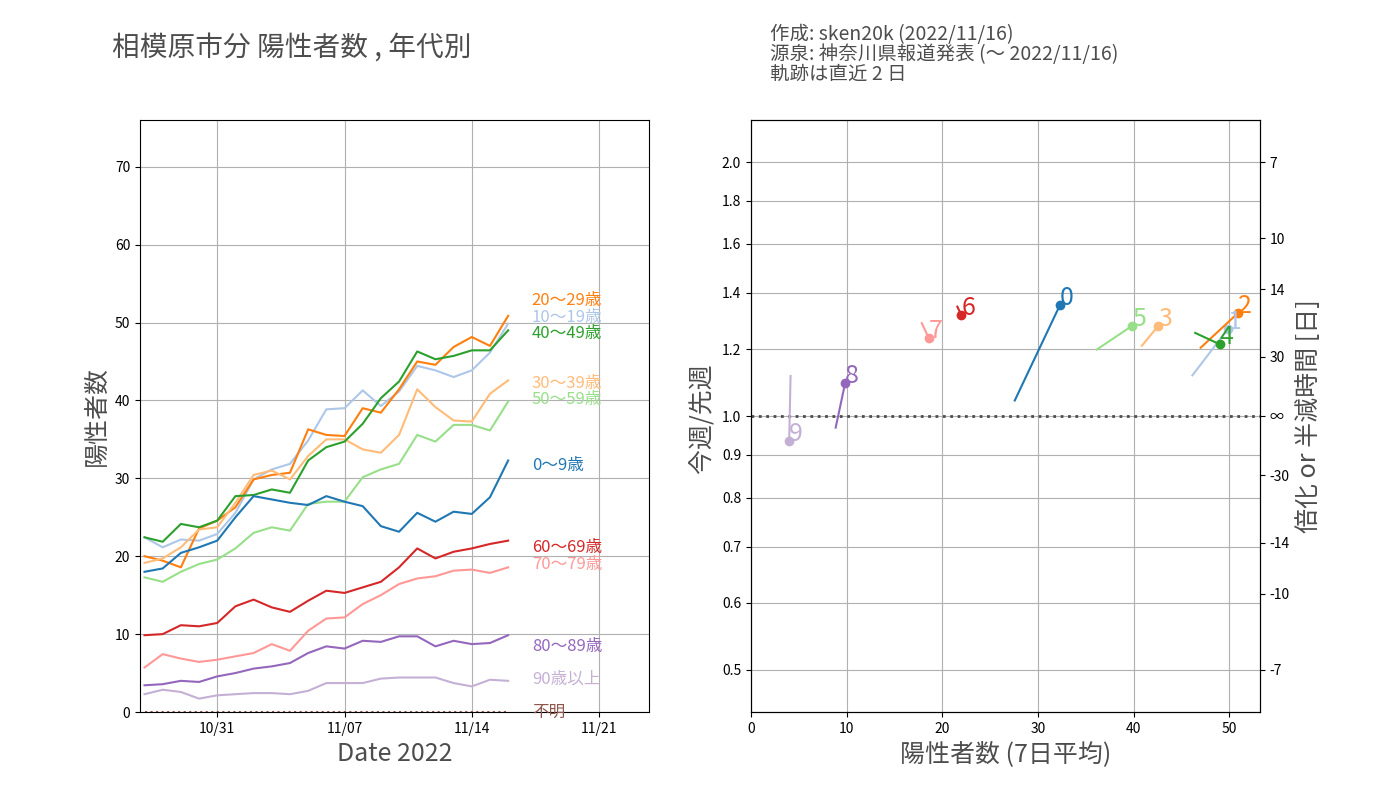 相模原市分 陽性者数 , 年代別
作成: sken20k (2022/11/16)
源泉: 神奈川県報道発表 (〜 2022/11/16)
軌跡は直近 2 日
陽性者数
70
60
50
40
30
20
10
0
20〜29歳
10〜19歳
40〜49歳
30〜39歳
50〜59歳
0〜9歳
60〜69歳
70〜79歳
80〜89歳
90歳以上
不明
10/31
11/07
11/14
11/21
Date 2022
今週/先週
2.0
1.8
1.6
1.4
1.2
1.0
0.9
0.8
0.7
0.6
0.5
0
2
1
5
3
4
6
7
8
9
7
10
14
30
∞
-30
-14
-10
-7
倍化 or 半減時間 [日]
0
10
20
30
40
50
陽性者数 (7日平均)